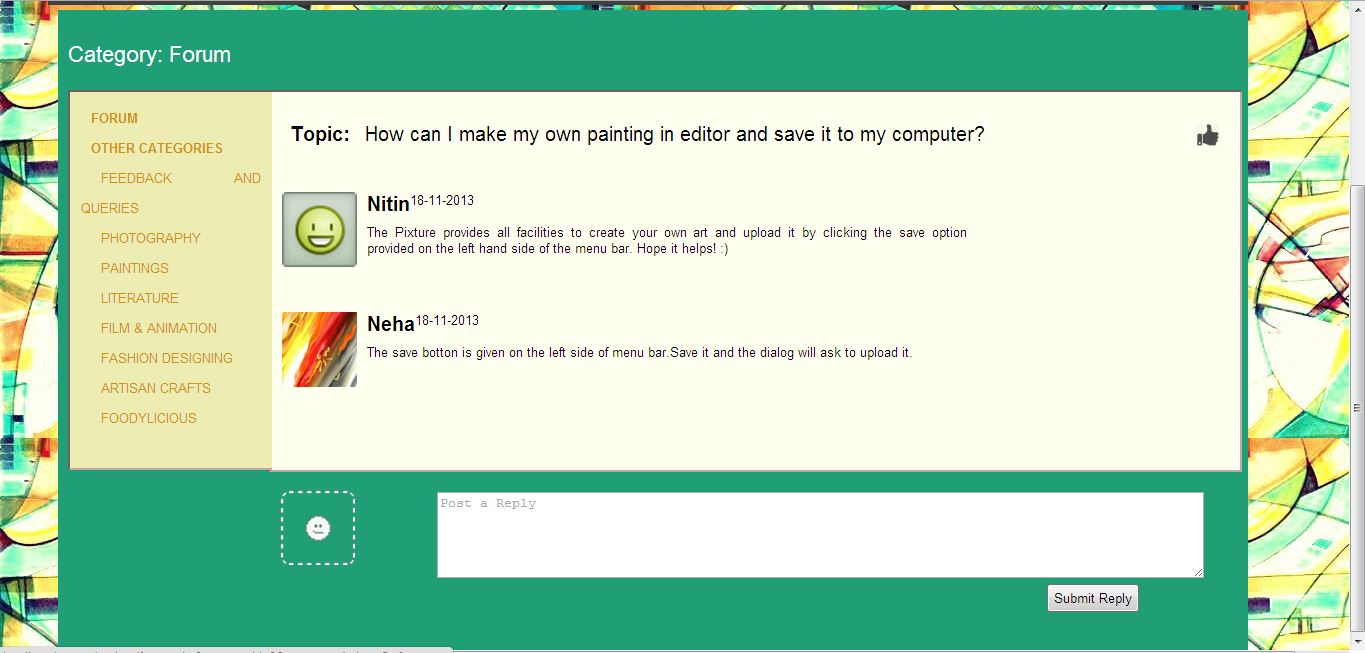 Category: Forum
FORUM
OTHER CATEGORIES
FEEDBACK AND
QUERIES
PHOTOGRAPHY
PAINTINGS
LITERATURE
FILM & ANIMATION
FASHION DESIGNING
ARTISAN CRAFTS
FOODYLICIOUS
Topic: How can I make my own painting in editor and save it to my computer?
Nitin18-11-2013
The Pixture provides all facilities to create your own art and upload it by clicking the save option
provided on the left hand side of the menu bar. Hope it helps! :)
Neha18-11-2013
The save botton is given on the left side of menu bar.Save it and the dialog will ask to upload it.
Post a Reply
Submit Reply